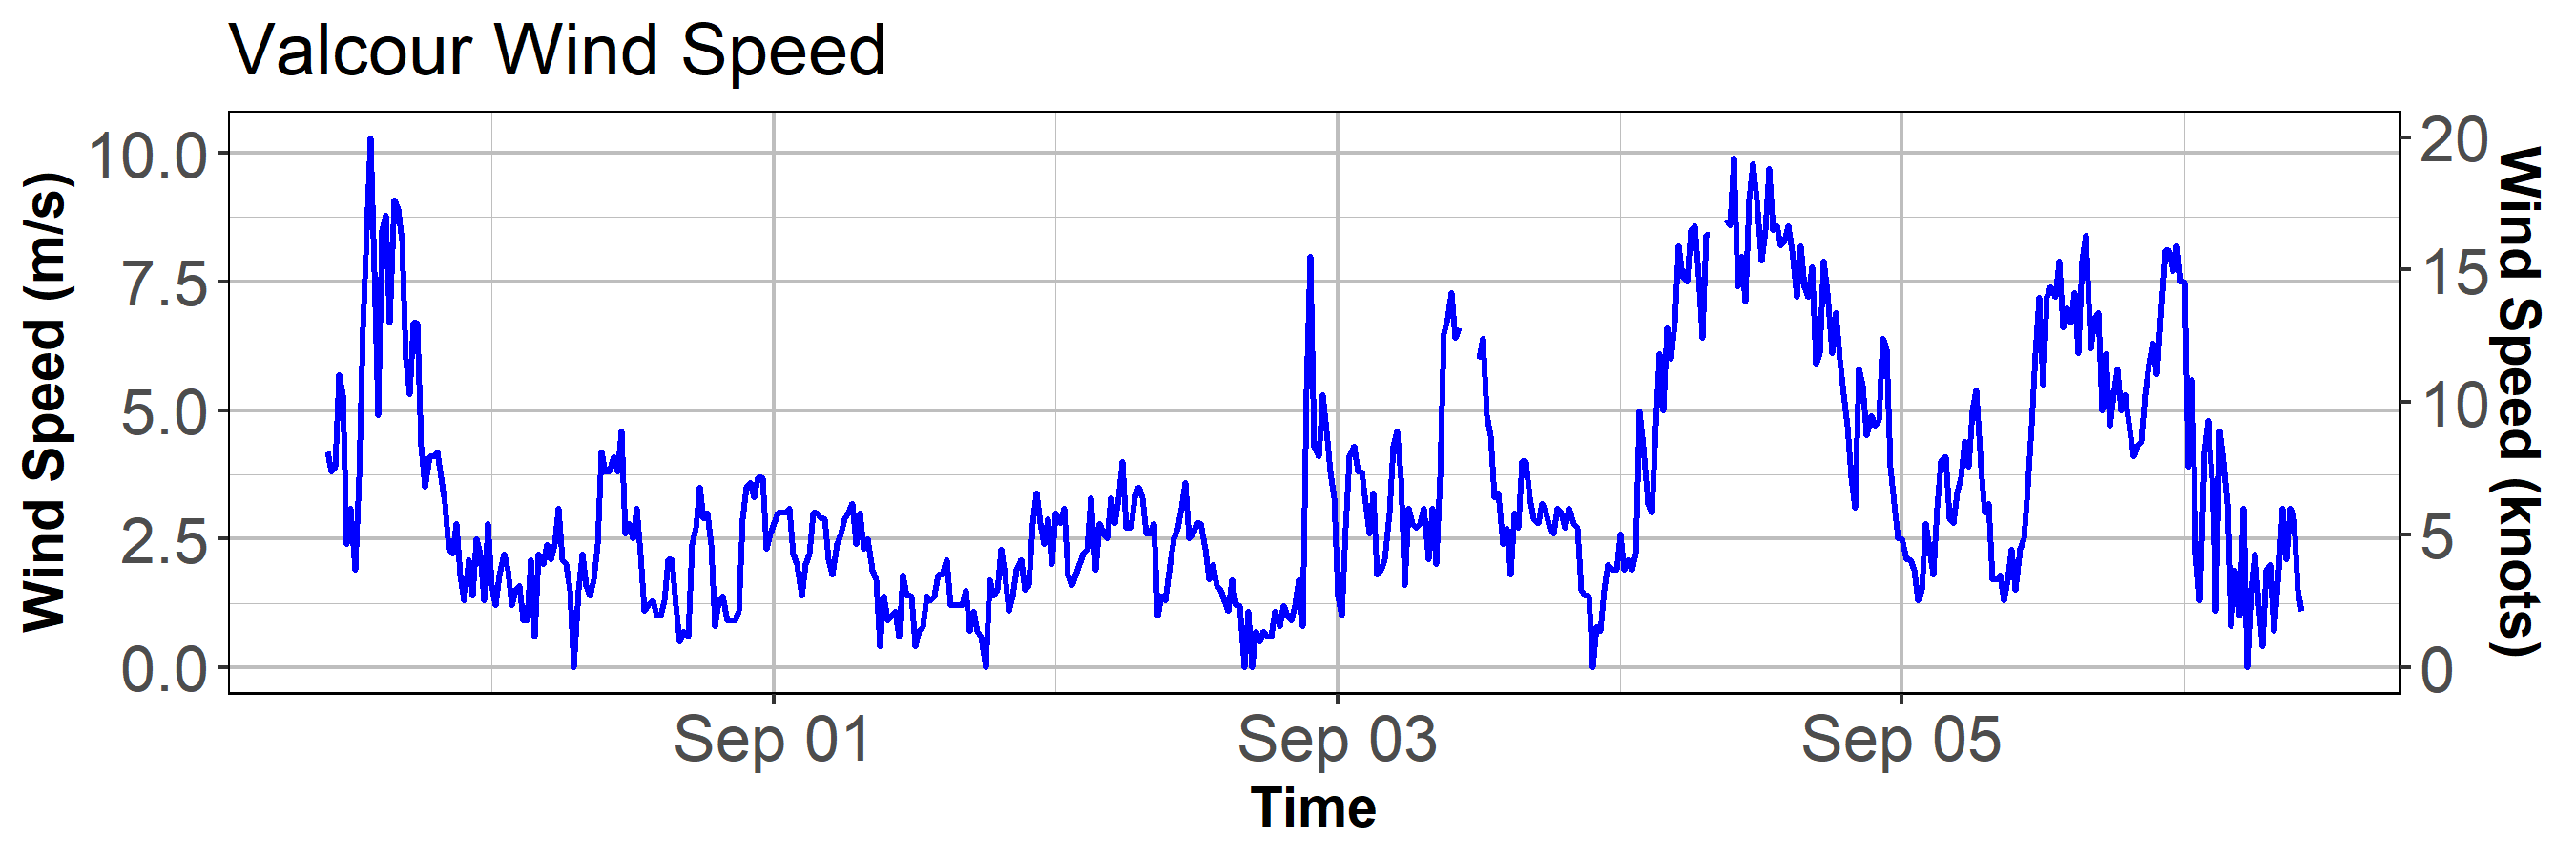 Valcour Wind Speed
Wind Speed (m/s)
10.0
7.5
5.0
2.5
0.0
20
15
10
5
0
Wind Speed (knots)
Sep 01
Sep 03
Sep 05
Time